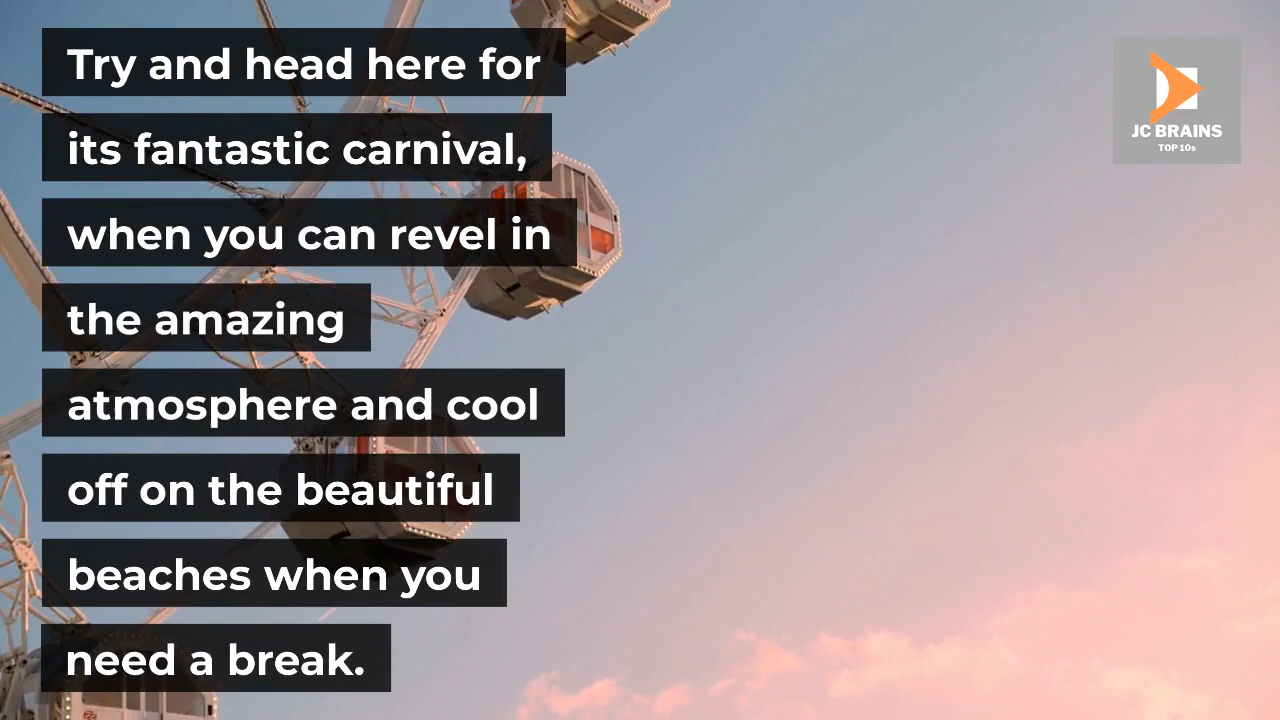 Try and head here for
its fantastic carnival,
when you can revel in
the amazing
atmosphere and cool
off on the beautiful
beaches when you
need a break.
JC BRAINS
TOP 10s